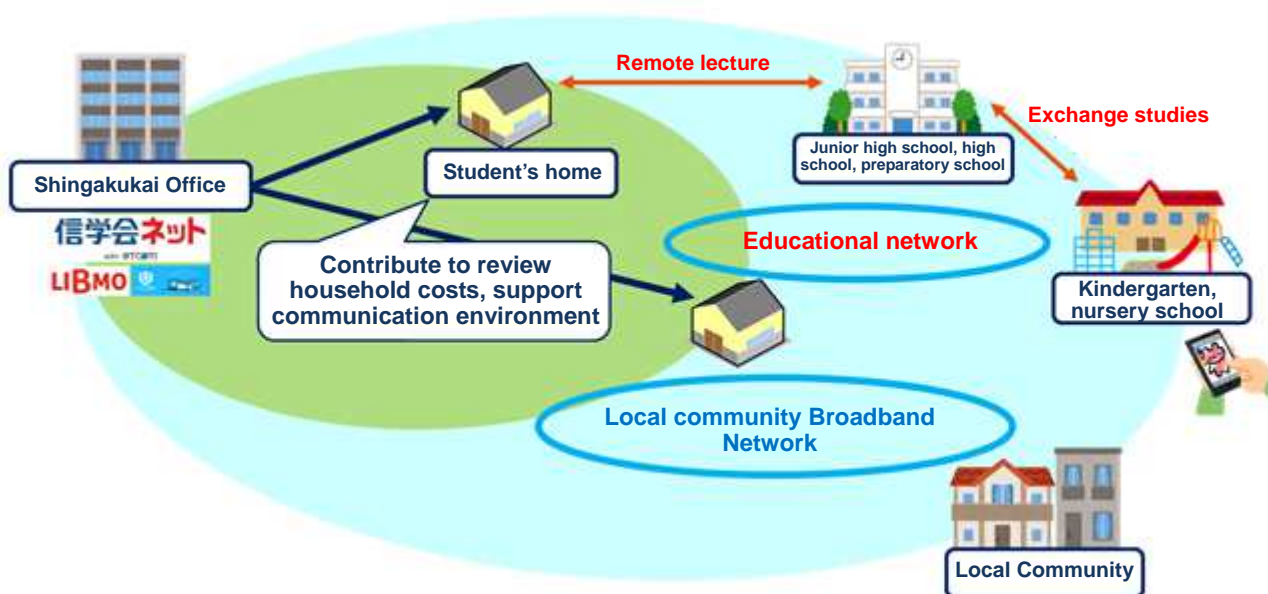 Remote lecture
Exchange studies
Junior high school, high
school, preparatory school
Shingakukai Office
Student's home
信学会ネット
with @TCOM
LIBMO
Contribute to review
household costs, support
communication environment
Educational network
Kindergarten,
nursery school
Local community Broadband
Network
Local Community